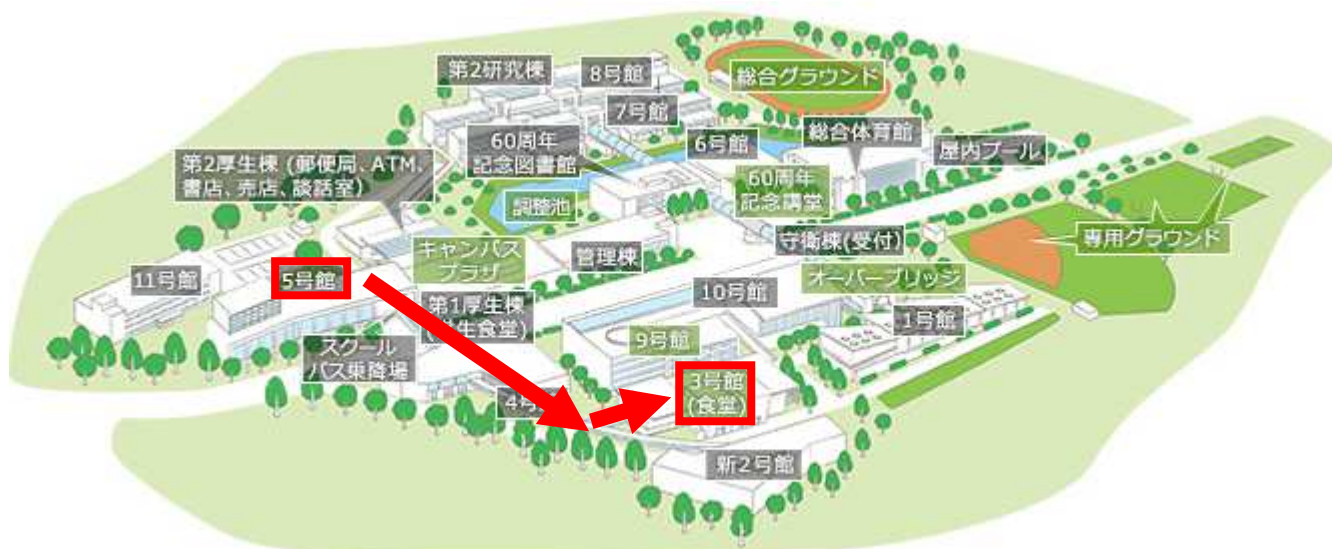 第2研究棟
8号館
総合グラウンド
7号館
60周年
記念図書館
6号館
総合体育館
屋内プール
第2厚生棟 (郵便局、ATM、
書店、売店、談話室)
60周年
記念講堂
調整池
守衛棟(受付)
専用グラウンド
キャンパス
プラザ
管理棟
11号館
5号館
オーバーブリッジ
10号館
第1厚生棟
生食堂)
1号館
9号館
スクール
バス乗降場
3号館
(食堂)
4号
新2号館